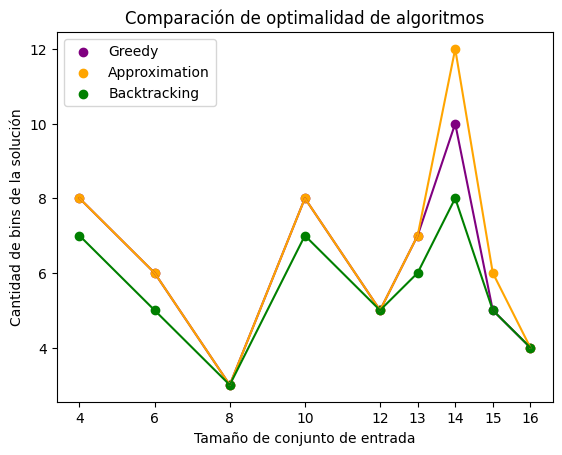 Comparación de optimalidad de algoritmos
Greedy
Approximation
Backtracking
Cantidad de bins de la solución
12
10
8
6
4
4 6 8 10 12 13 14 15 16
Tamaño de conjunto de entrada